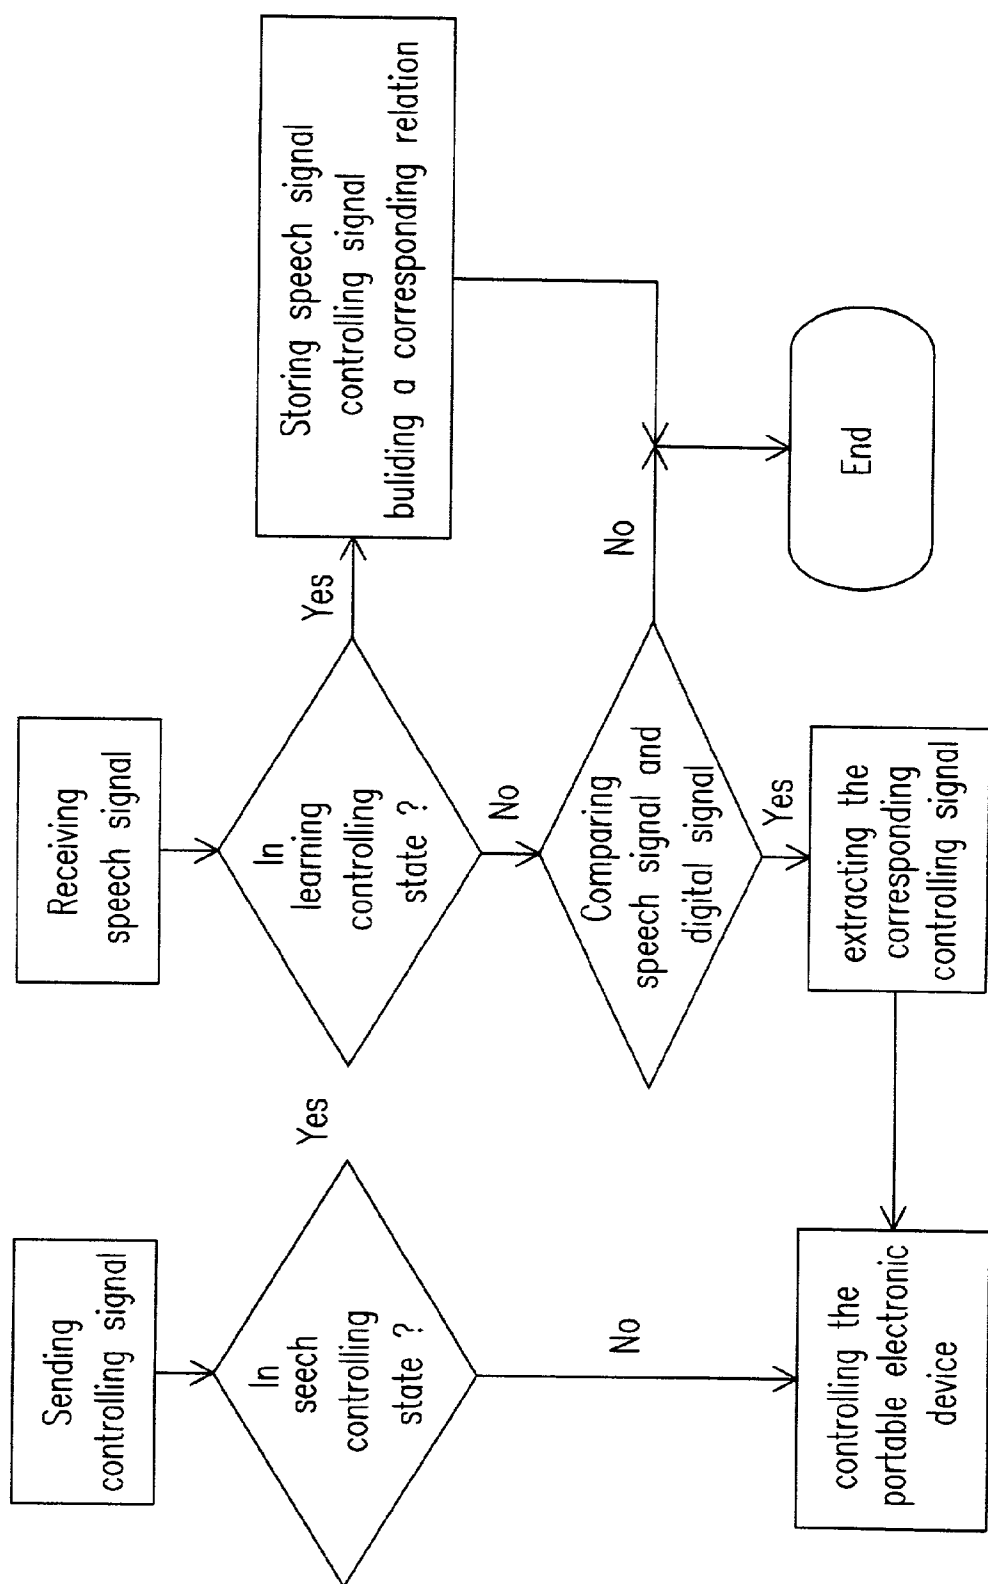 Sending
controlling signal
In
seech
controlling
state ?
Yes
No
controlling the
portable electronic
device
Receiving
speech signal
In
learning
controlling
state ?
Yes
No
Storing speech signal
controlling signal
buliding a corresponding relation
Comparing
speech signal and
digital signal
No
Yes
extracting the
corresponding
controlling signal
End